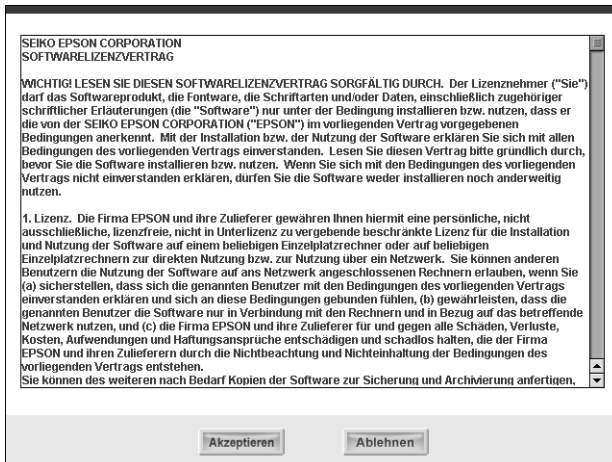 SEIKO EPSON CORPORATION
SOFTWARELIZENZVERTRAG
WICHTIG! LESEN SIE DIESEN SOFTWARELIZENZVERTRAG SORGFÄLTIG DURCH.  Der Lizenznehmer ("Sie")
darf das Softwareprodukt, die Fontware, die Schriftarten und/oder Daten, einschließlich zugehöriger
schriftlicher Erläuterungen (die "Software") nur unter der Bedingung installieren bzw. nutzen, dass er
die von der SEIKO EPSON CORPORATION ("EPSON") im vorliegenden Vertrag vorgegebenen
Bedingungen anerkennt.  Mit der Installation bzw. der Nutzung der Software erklären Sie sich mit allen
Bedingungen des vorliegenden Vertrags einverstanden.  Lesen Sie diesen Vertrag bitte gründlich durch,
bevor Sie die Software installieren bzw. nutzen.  Wenn Sie sich mit den Bedingungen des vorliegenden
Vertrags nicht einverstanden erklären, dürfen Sie die Software weder installieren noch anderweitig
nutzen.
1. Lizenz.  Die Firma EPSON und ihre Zulieferer gewähren Ihnen hiermit eine persönliche, nicht
ausschließliche, lizenzfreie, nicht in Unterlizenz zu vergebende beschränkte Lizenz für die Installation
und Nutzung der Software auf einem beliebigen Einzelplatzrechner oder auf beliebigen
Einzelplatzrechnern zur direkten Nutzung bzw. zur Nutzung über ein Netzwerk.  Sie können anderen
Benutzern die Nutzung der Software auf ans Netzwerk angeschlossenen Rechnern erlauben, wenn Sie
(a) sicherstellen, dass sich die genannten Benutzer mit den Bedingungen des vorliegenden Vertrags
einverstanden erklären und sich an diese Bedingungen gebunden fühlen, (b) gewährleisten, dass die
genannten Benutzer die Software nur in Verbindung mit den Rechnern und in Bezug auf das betreffende
Netzwerk nutzen, und (c) die Firma EPSON und ihre Zulieferer für und gegen alle Schäden, Verluste,
Kosten, Aufwendungen und Haftungsansprüche entschädigen und schadlos halten, die der Firma
EPSON und ihren Zulieferern durch die Nichtbeachtung und Nichteinhaltung der Bedingungen des
vorliegenden Vertrags entstehen.
Sie können des weiteren nach Bedarf Kopien der Software zur Sicherung und Archivierung anfertigen,
Akzeptieren
Ablehnen